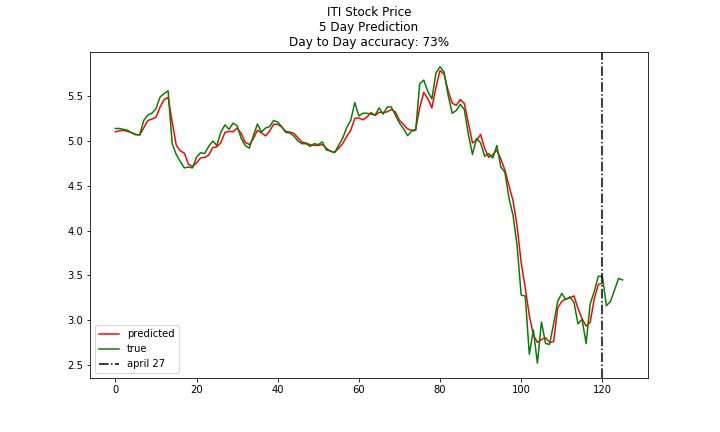 ITI Stock Price
5 Day Prediction
Day to Day accuracy: 73%
5.5
5.0
4.5
4.0
3.5
3.0
2.5
predicted
true
april 27
0 20 40 60 80 100 120